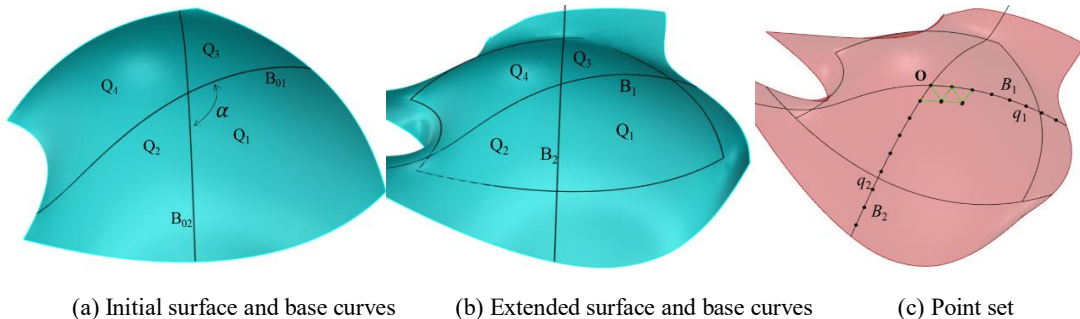 Q₃
Q₄
B₀₁
α
Q₂
Q₁
B₀₂
Q₃
Q₄
B₁
Q₁
Q₂
B₂
O
B₁
q₁
q₂
B₂
(a) Initial surface and base curves
(b) Extended surface and base curves
(c) Point set